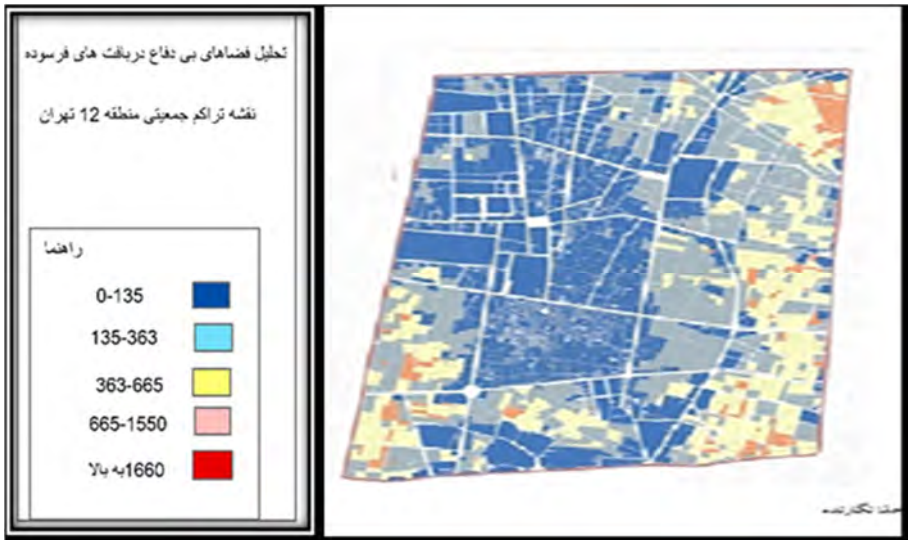 تحلیل فضاهای بی دفاع دربافت های فرسوده
نقشه تراکم جمعیتی منطقه 12 تهران
راهنما
0-135
135-363
363-665
665-1550
1660به بالا